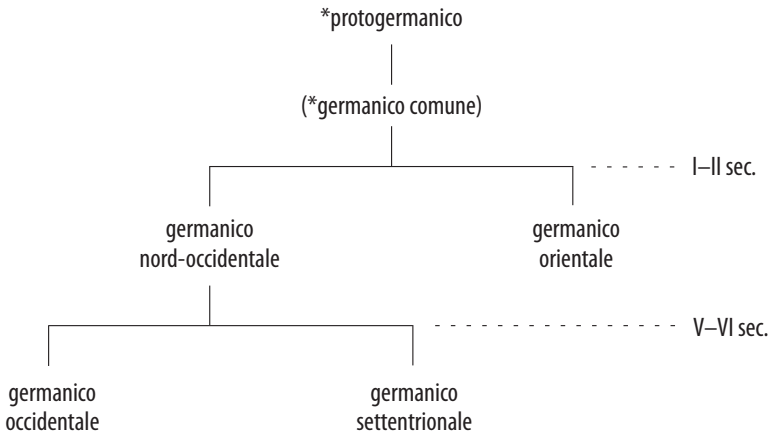 *protogermanico
(*germanico comune)
I–II sec.
germanico
nord-occidentale
germanico
orientale
V–VI sec.
germanico
occidentale
germanico
settentrionale